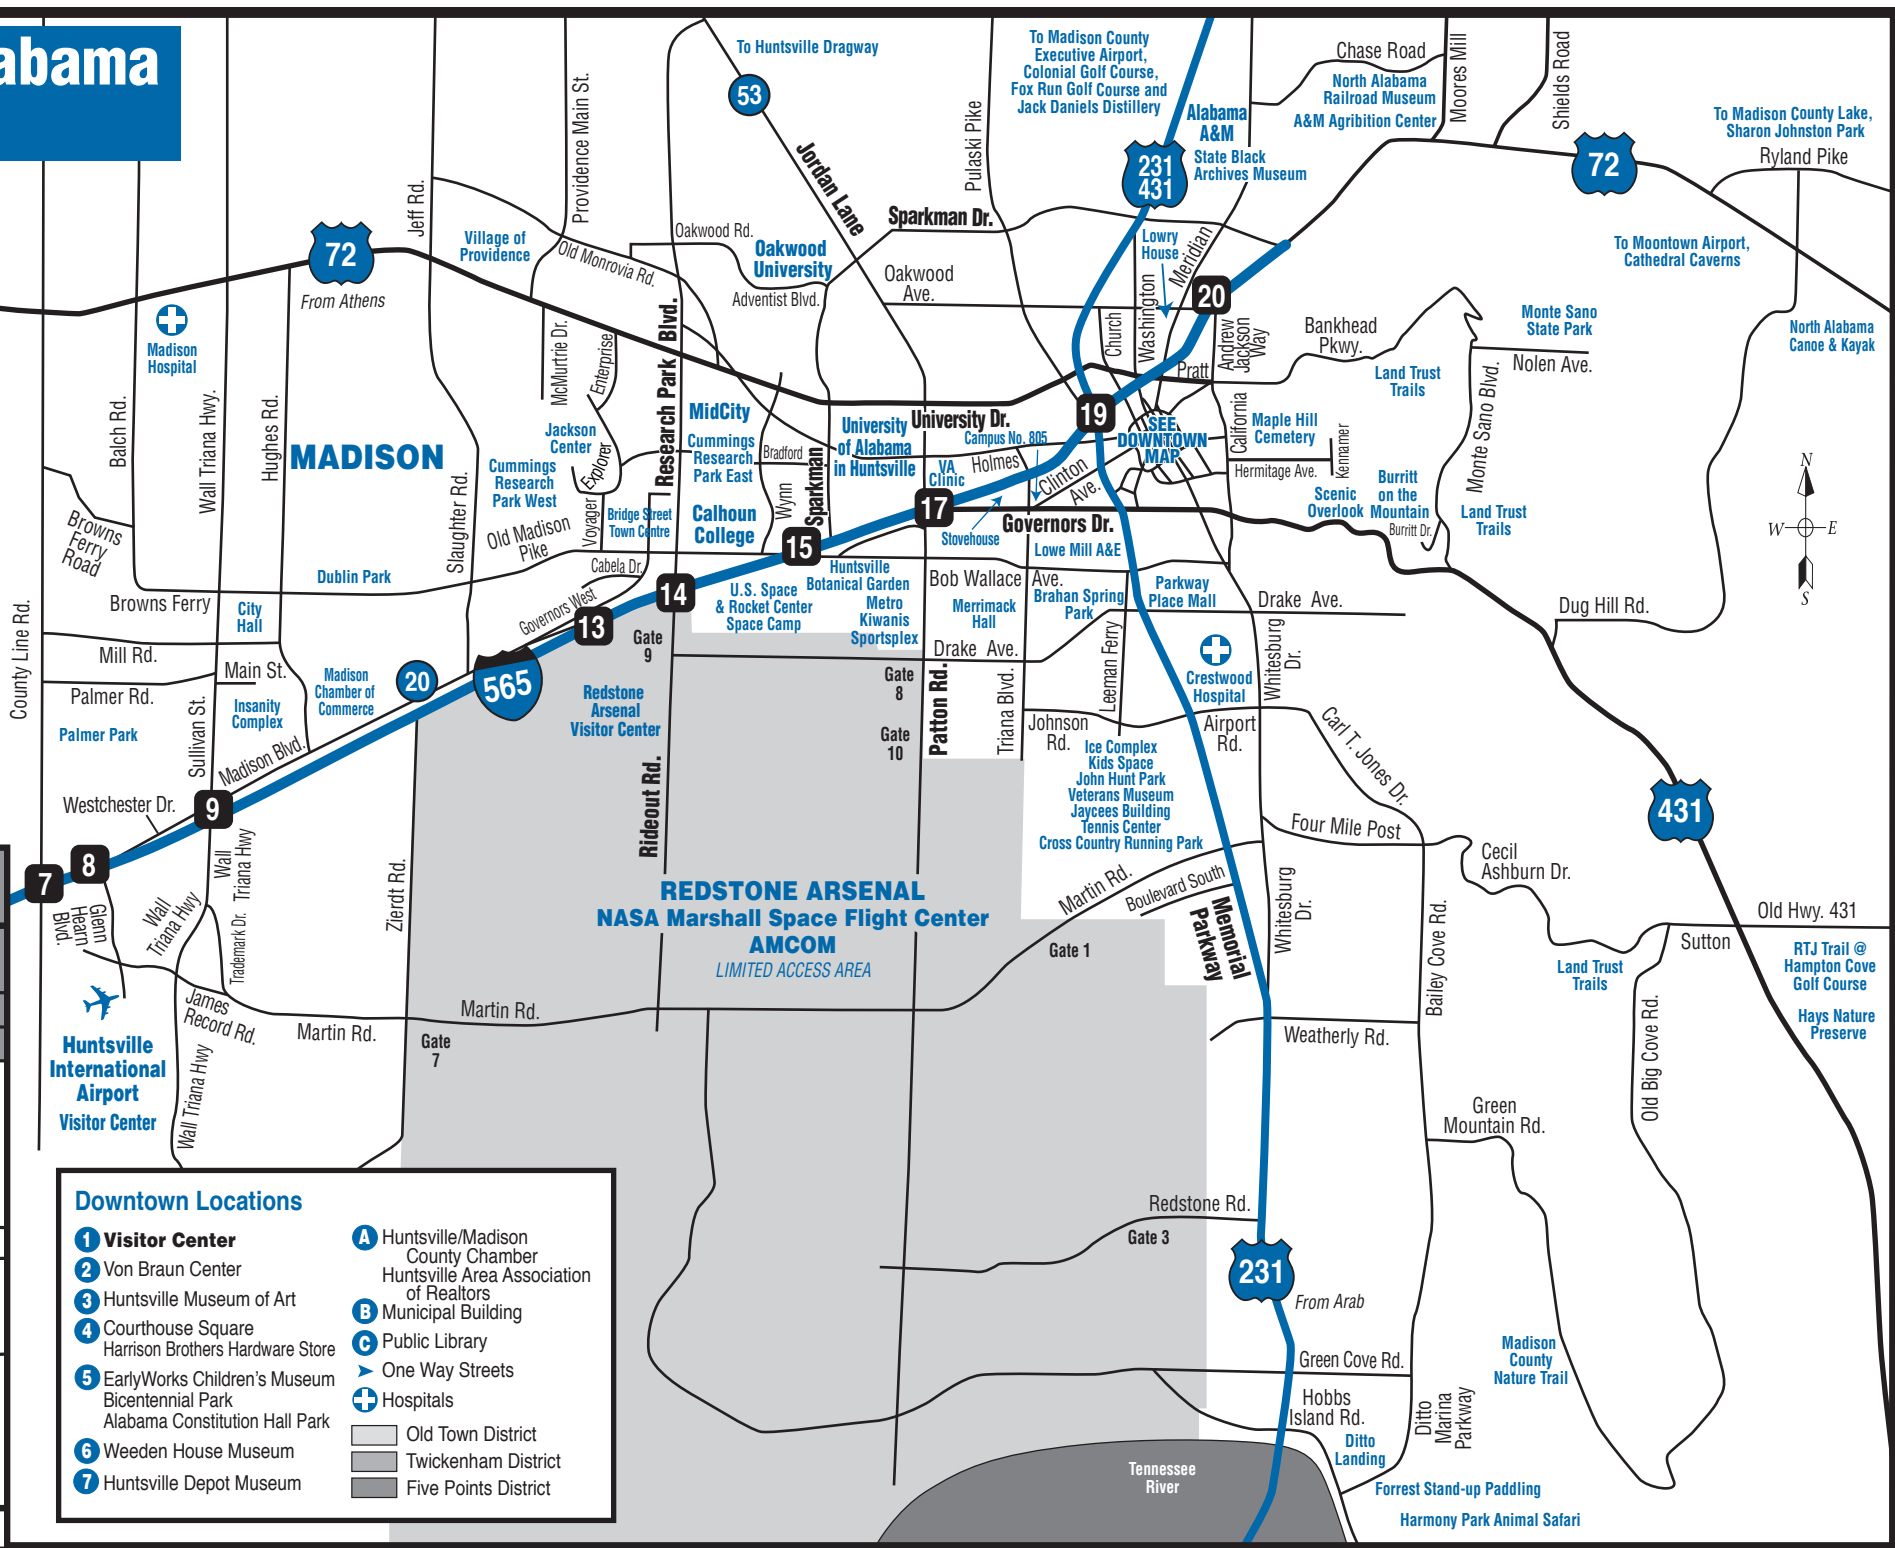 abama
To Huntsville Dragway
53
To Madison County
Executive Airport,
Colonial Golf Course,
Fox Run Golf Course and
Jack Daniels Distillery
Chase Road
North Alabama
Railroad Museum
A&M Agribition Center
Moores Mill
Shields Road
To Madison County Lake,
Sharon Johnston Park
Ryland Pike
72
Alabama
A&M
State Black
Archives Museum
231
431
Pulaski Pike
Providence Main St.
Jeff Rd.
Jordan Lane
Sparkman Dr.
72
From Athens
Village of
Providence
Old Monrovia Rd.
Oakwood Rd.
Oakwood
University
Adventist Blvd.
Oakwood
Ave.
Lowry
House
Meridian
Washington
Church
20
Andrew
Jackson
Way
Pratt
Bankhead
Pkwy.
To Moontown Airport,
Cathedral Caverns
Monte Sano
State Park
Nolen Ave.
North Alabama
Canoe & Kayak
Land Trust
Trails
Monte Sano Blvd.
Madison
Hospital
Balch Rd.
Wall Triana Hwy.
Hughes Rd.
MADISON
Slaughter Rd.
McMurtrie Dr.
Enterprise
Jackson
Center
Explorer
Cummings
Research
Park West
Voyager
Old Madison
Pike
Research Park Blvd.
MidCity
Cummings
Research
Park East
Bradford
Wynn
Sparkman
Bridge Street
Town Centre
Calhoun
College
University
of Alabama
in Huntsville
University Dr.
Campus No. 805
VA
Clinic
Holmes
Clinton
Ave.
19
SEE
DOWNTOWN
MAP
California
Maple Hill
Cemetery
Kennamer
Hermitage Ave.
Scenic
Overlook
Burritt
on the
Mountain
Burritt Dr.
Land Trust
Trails
N
W
E
S
17
Stovehouse
Governors Dr.
Lowe Mill A&E
15
14
13
Browns
Ferry
Road
Dublin Park
Browns Ferry
City
Hall
Cabela Dr.
Governors West
U.S. Space
& Rocket Center
Space Camp
Huntsville
Botanical Garden
Metro
Kiwanis
Sportsplex
Bob Wallace Ave.
Merrimack
Hall
Brahan Spring
Park
Parkway
Place Mall
Drake Ave.
Dug Hill Rd.
County Line Rd.
Mill Rd.
Main St.
Palmer Rd.
Palmer Park
Insanity
Complex
Sullivan St.
Madison
Chamber of
Commerce
20
565
Madison Blvd.
Gate
9
Redstone
Arsenal
Visitor Center
Drake Ave.
Gate
8
Gate
10
Patton Rd.
Triana Blvd.
Leeman Ferry
Crestwood
Hospital
Whitesburg
Dr.
Johnson
Rd.
Airport
Rd.
Carl T. Jones Dr.
Ice Complex
Kids Space
John Hunt Park
Veterans Museum
Jaycees Building
Tennis Center
Cross Country Running Park
431
Westchester Dr.
9
8
7
Rideout Rd.
Four Mile Post
Cecil
Ashburn Dr.
Wall
Triana Hwy
Glenn
Hearn
Blvd.
Wall
Triana Hwy
Trademark Dr.
Zierdt Rd.
REDSTONE ARSENAL
NASA Marshall Space Flight Center
AMCOM
LIMITED ACCESS AREA
Martin Rd.
Boulevard South
Memorial
Parkway
Gate 1
Whitesburg
Dr.
Bailey Cove Rd.
Old Hwy. 431
Sutton
Land Trust
Trails
RTJ Trail @
Hampton Cove
Golf Course
Hays Nature
Preserve
James
Record Rd.
Martin Rd.
Martin Rd.
Gate
7
Weatherly Rd.
Old Big Cove Rd.
Huntsville
International
Airport
Visitor Center
Wall Triana Hwy
Green
Mountain Rd.
Redstone Rd.
Gate 3
231
From Arab
Green Cove Rd.
Hobbs
Island Rd.
Ditto
Landing
Ditto
Marina
Parkway
Madison
County
Nature Trail
Tennessee
River
Forrest Stand-up Paddling
Harmony Park Animal Safari
Downtown Locations
1 Visitor Center
2 Von Braun Center
3 Huntsville Museum of Art
4 Courthouse Square
Harrison Brothers Hardware Store
5 EarlyWorks Children's Museum
Bicentennial Park
Alabama Constitution Hall Park
6 Weeden House Museum
7 Huntsville Depot Museum
A Huntsville/Madison
County Chamber
Huntsville Area Association
of Realtors
B Municipal Building
C Public Library
One Way Streets
Hospitals
Old Town District
Twickenham District
Five Points District